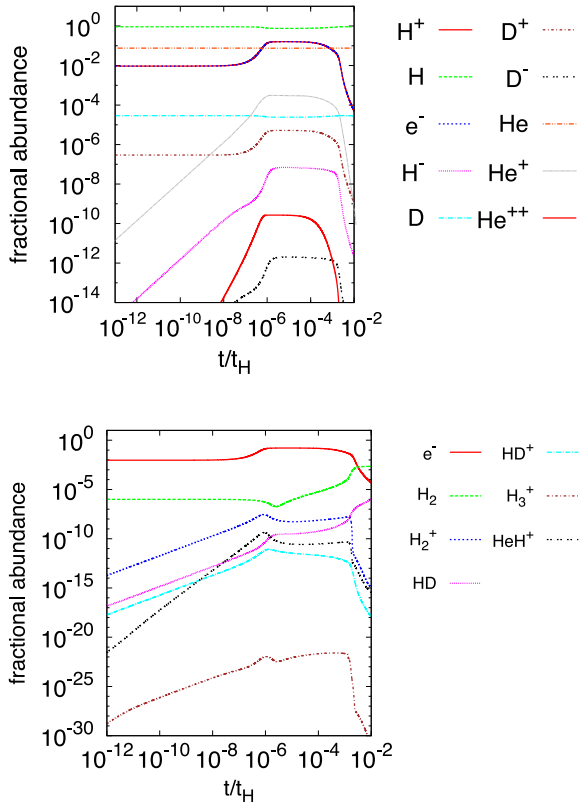 fractional abundance
10^0
10^-2
10^-4
10^-6
10^-8
10^-10
10^-12
10^-14
10^-12 10^-10 10^-8 10^-6 10^-4 10^-2
t/t_H
H^+ D^+
H D^-
e^- He
H^- He^+
D He^++
fractional abundance
10^0
10^-5
10^-10
10^-15
10^-20
10^-25
10^-30
10^-12 10^-10 10^-8 10^-6 10^-4 10^-2
t/t_H
e^- HD^+
H_2 H_3^+
H_2^+ HeH^+
HD